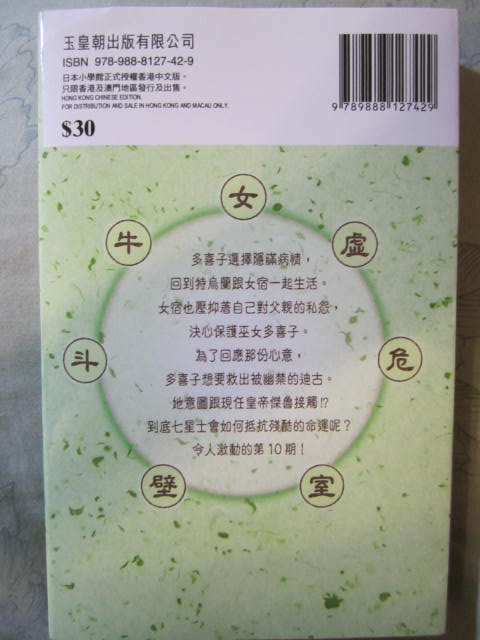 玉皇朝出版有限公司
ISBN 978-988-8127-42-9
日本小學館正式授權香港中文版。
只限香港及澳門地區發行及出售。
HONG KONG CHINESE EDITION.
FOR DISTRIBUTION AND SALE IN HONG KONG AND MACAU ONLY.
$30
9 789888 127429
女
牛
虛
斗
危
壁
室
多喜子選擇隱瞞病情，
回到特烏蘭跟女宿一起生活。
女宿也壓抑著自己對父親的私怨，
決心保護巫女多喜子。
為了回應那份心意，
多喜子想要救出被幽禁的迪古。
她意圖跟現任皇帝傑魯接觸!?
到底七星士會如何抵抗殘酷的命運呢？
令人激動的第10期！